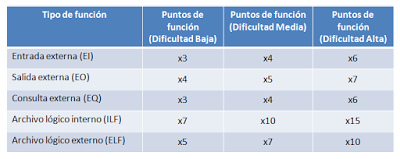 Tipo de función Puntos de función (Dificultad Baja) Puntos de función (Dificultad Media) Puntos de función (Dificultad Alta)
Entrada externa (EI) x3 x4 x6
Salida externa (EO) x4 x5 x7
Consulta externa (EQ) x3 x4 x6
Archivo lógico interno (ILF) x7 x10 x15
Archivo lógico externo (ELF) x5 x7 x10